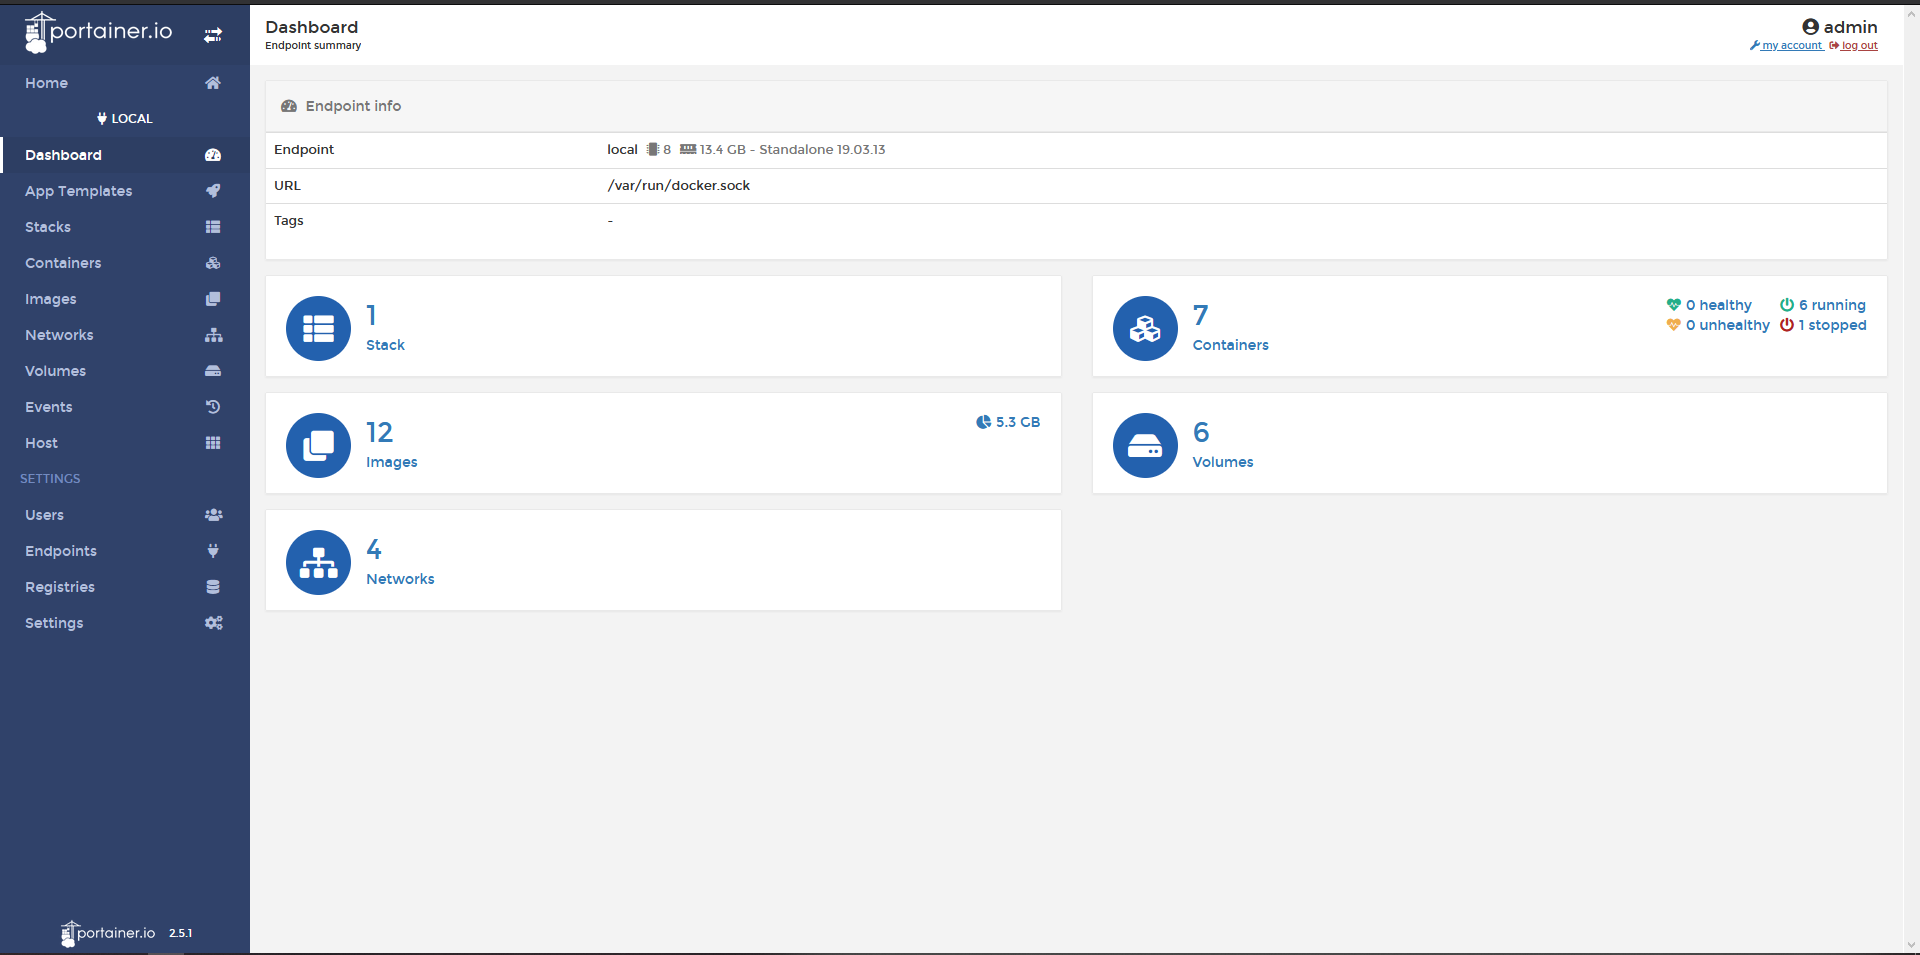 portainer.io
Home
LOCAL
Dashboard
App Templates
Stacks
Containers
Images
Networks
Volumes
Events
Host
SETTINGS
Users
Endpoints
Registries
Settings
portainer.io 2.5.1
Dashboard
Endpoint summary
admin
my account log out
Endpoint info
Endpoint local 8 13.4 GB - Standalone 19.03.13
URL /var/run/docker.sock
Tags -
1
Stack
7
Containers
0 healthy 6 running
0 unhealthy 1 stopped
12
Images
5.3 GB
6
Volumes
4
Networks